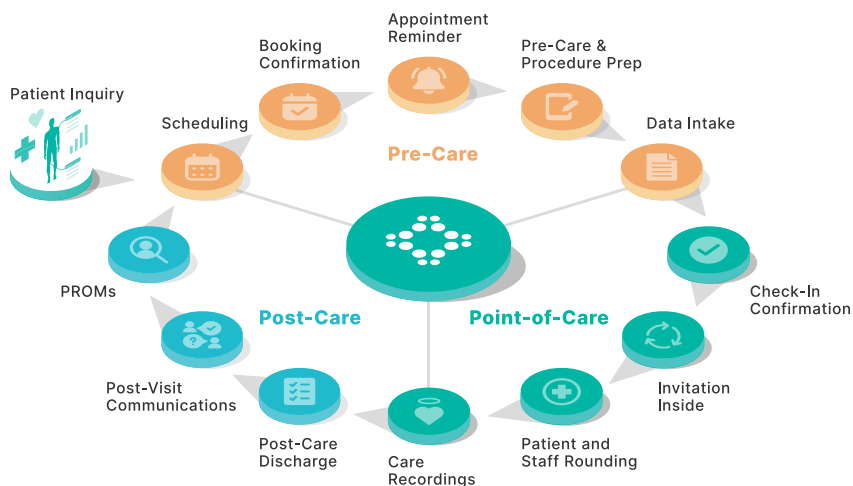 Appointment
Reminder
Booking
Confirmation
Pre-Care &
Procedure Prep
Patient Inquiry
Scheduling
Data Intake
Pre-Care
PROMs
Check-In
Confirmation
Post-Care
Point-of-Care
Post-Visit
Communications
Invitation
Inside
Post-Care
Discharge
Care
Recordings
Patient and
Staff Rounding